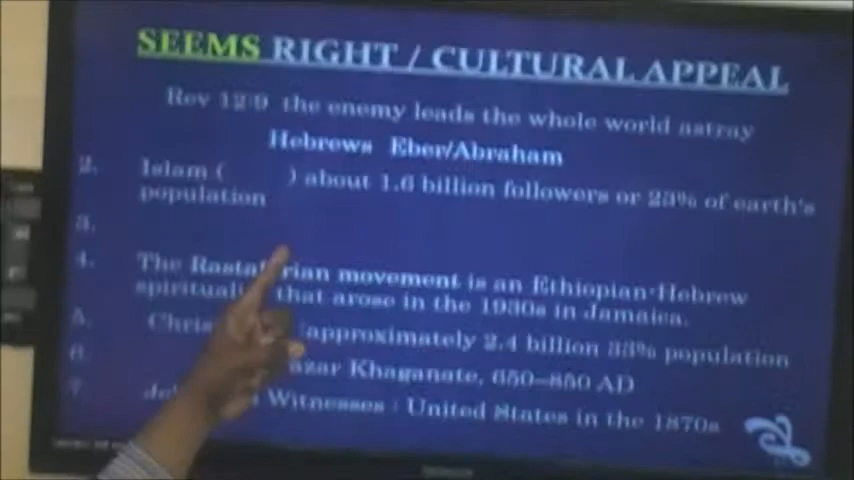 SEEMS RIGHT / CULTURAL APPEAL
Rev 12:9 the enemy leads the whole world astray
Hebrews Eber/Abraham
2. Islam ( ) about 1.6 billion followers or 23% of earth's
population
3.
4. The Rastafarian movement is an Ethiopian-Hebrew
that arose in the 1930s in Jamaica.
5. approximately 2.4 billion 33% population
6. Khaganate, 650–850 AD
7. Witnesses : United States in the 1870s